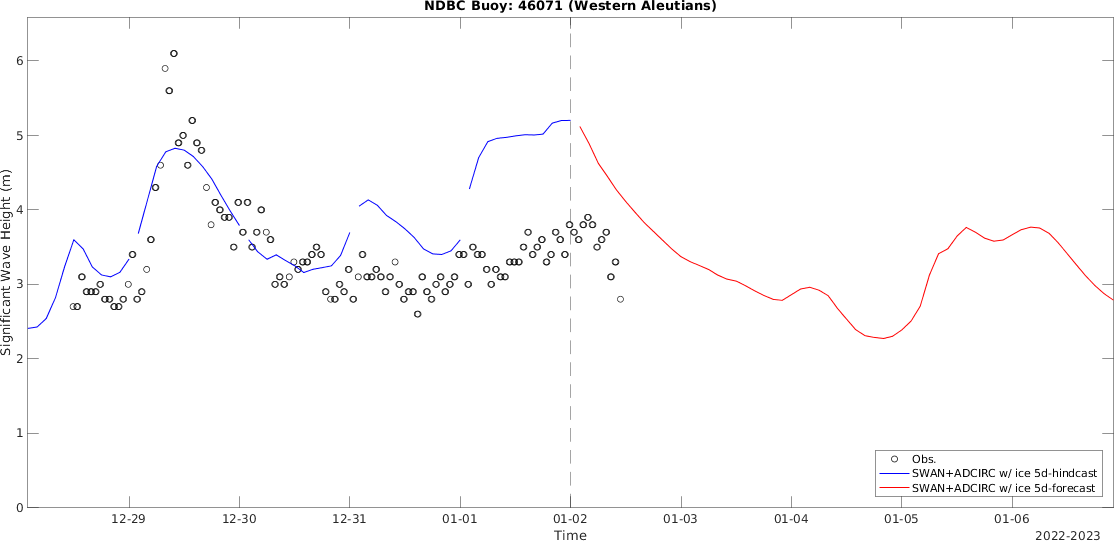 NDBC Buoy: 46071 (Western Aleutians)
Significant Wave Height (m)
6
5
4
3
2
1
0
Obs.
SWAN+ADCIRC w/ ice 5d-hindcast
SWAN+ADCIRC w/ ice 5d-forecast
12-29 12-30 12-31 01-01 01-02 01-03 01-04 01-05 01-06
Time
2022-2023